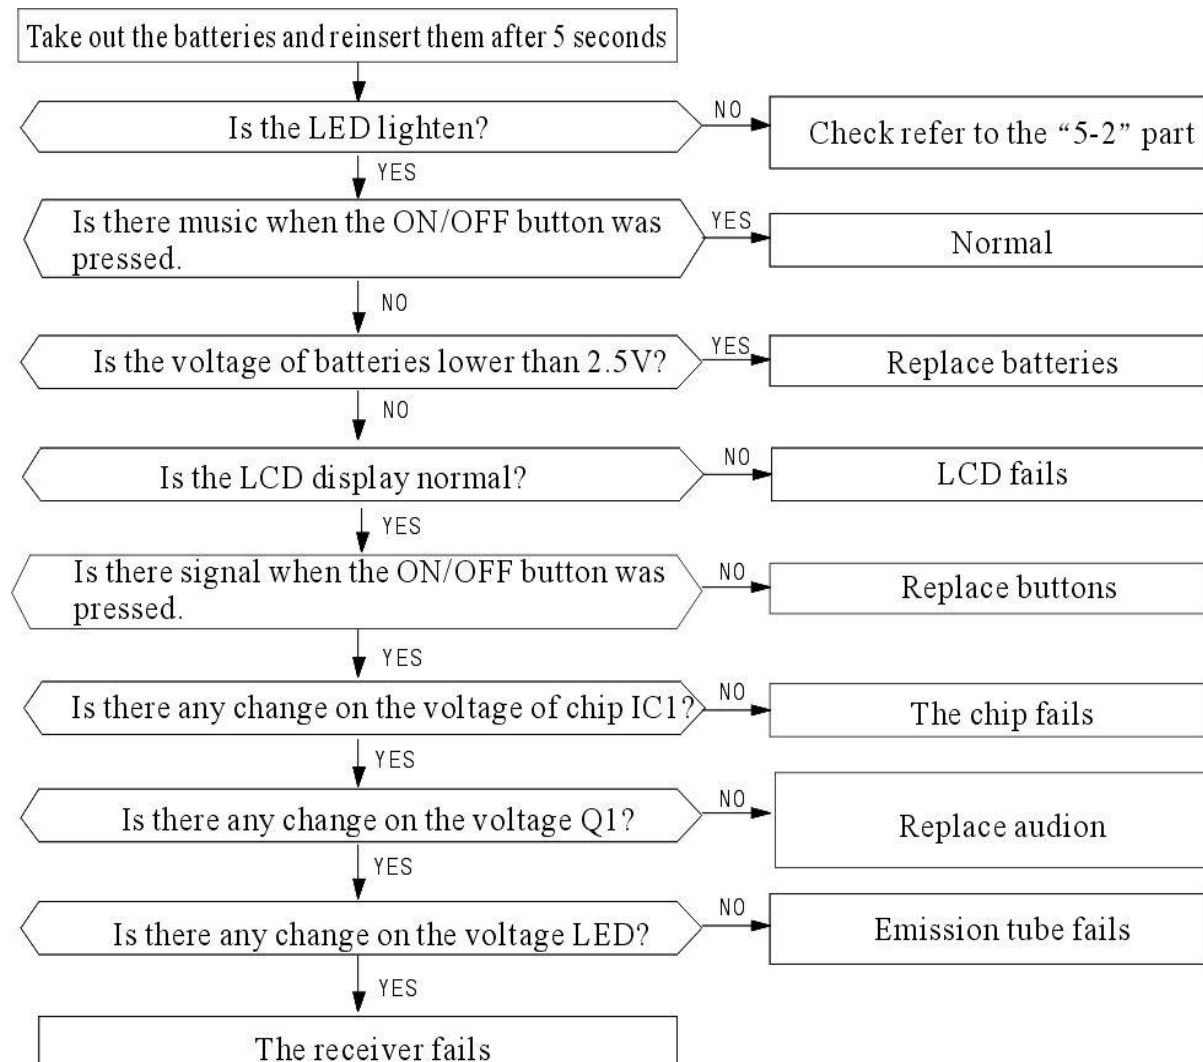 Take out the batteries and reinsert them after 5 seconds
Is the LED lighten?
NO
Check refer to the “5-2” part
YES
Is there music when the ON/OFF button was
pressed.
YES
Normal
NO
Is the voltage of batteries lower than 2.5V?
YES
Replace batteries
NO
Is the LCD display normal?
NO
LCD fails
YES
Is there signal when the ON/OFF button was
pressed.
NO
Replace buttons
YES
Is there any change on the voltage of chip IC1?
NO
The chip fails
YES
Is there any change on the voltage Q1?
NO
Replace audion
YES
Is there any change on the voltage LED?
NO
Emission tube fails
YES
The receiver fails